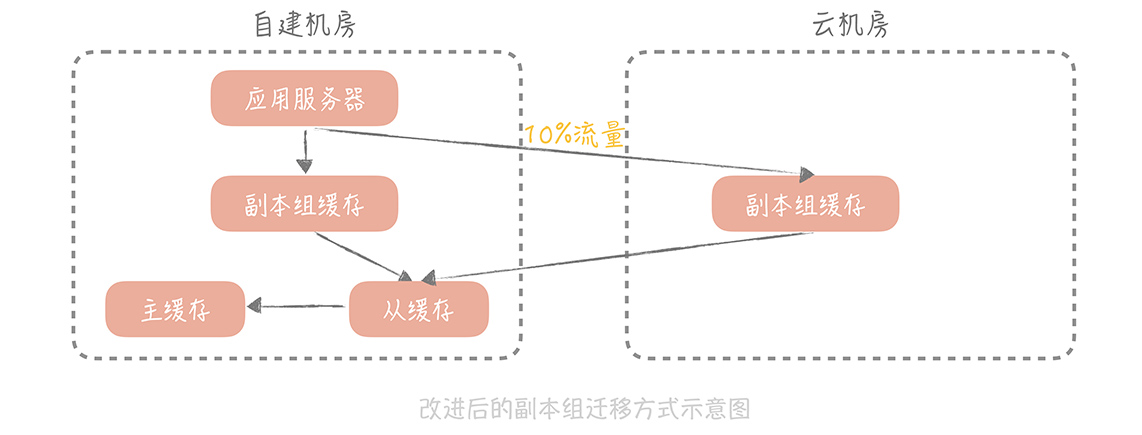 自建机房
云机房
应用服务器
10%流量
副本组缓存
副本组缓存
主缓存
从缓存
改进后的副本组迁移方式示意图